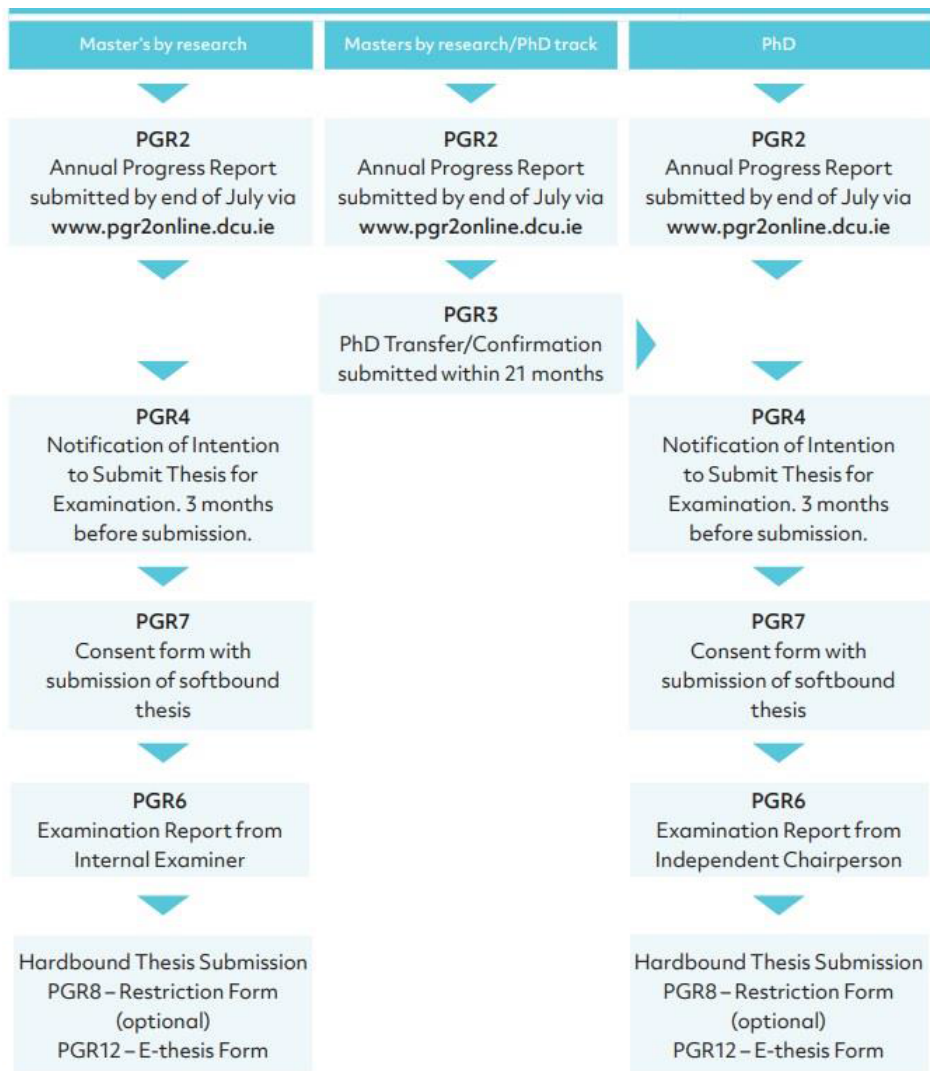 Master's by research
Masters by research/PhD track
PhD
PGR2
Annual Progress Report
submitted by end of July via
www.pgr2online.dcu.ie
PGR2
Annual Progress Report
submitted by end of July via
www.pgr2online.dcu.ie
PGR2
Annual Progress Report
submitted by end of July via
www.pgr2online.dcu.ie
PGR3
PhD Transfer/Confirmation
submitted within 21 months
PGR4
Notification of Intention
to Submit Thesis for
Examination. 3 months
before submission.
PGR4
Notification of Intention
to Submit Thesis for
Examination. 3 months
before submission.
PGR7
Consent form with
submission of softbound
thesis
PGR7
Consent form with
submission of softbound
thesis
PGR6
Examination Report from
Internal Examiner
PGR6
Examination Report from
Independent Chairperson
Hardbound Thesis Submission
PGR8 – Restriction Form
(optional)
PGR12 – E-thesis Form
Hardbound Thesis Submission
PGR8 – Restriction Form
(optional)
PGR12 – E-thesis Form